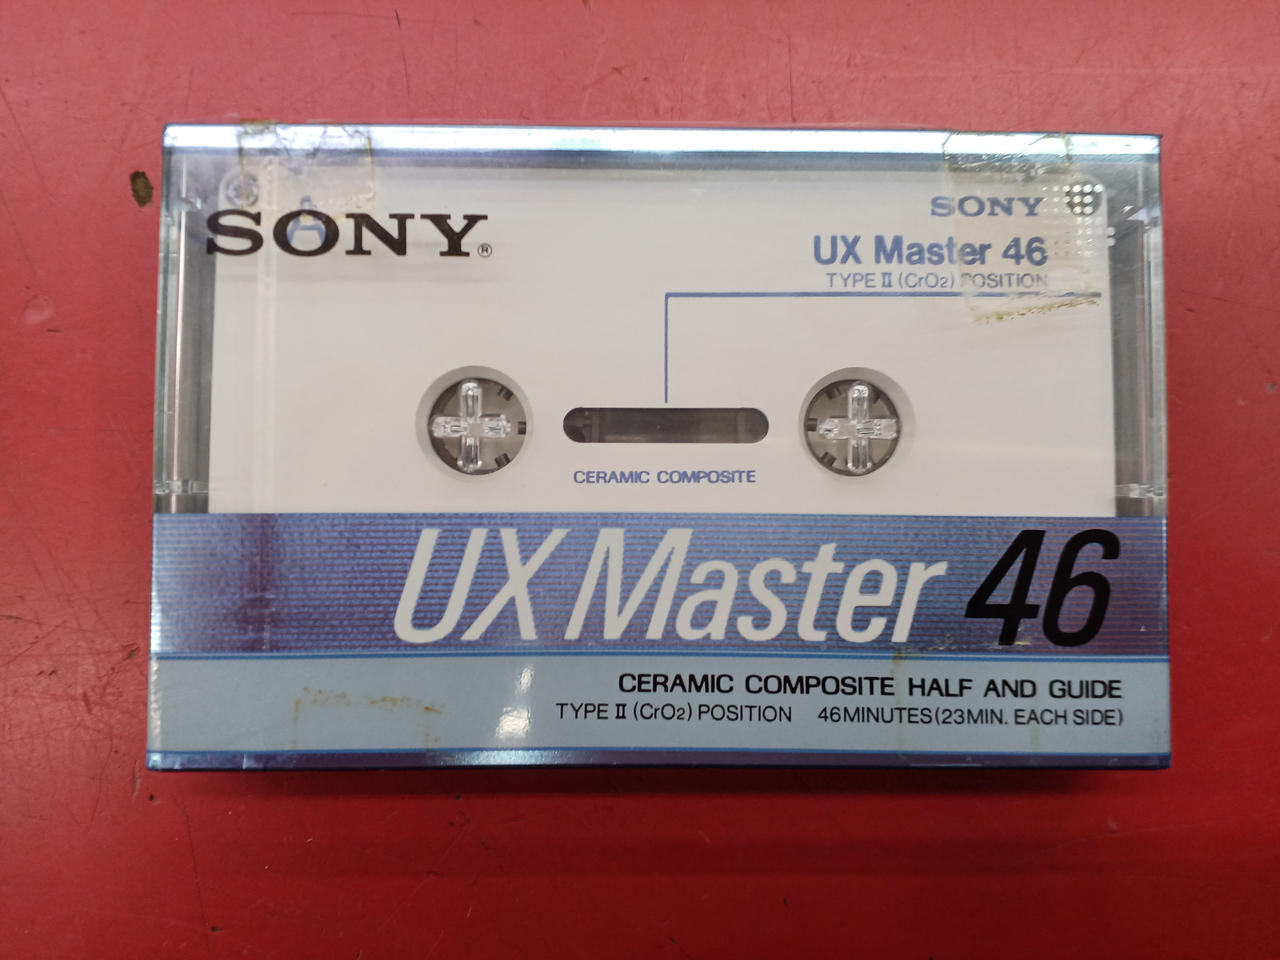 SONY®
A
SONY
UX Master 46
TYPE II (CrO2) POSITION
CERAMIC COMPOSITE
UX Master 46
CERAMIC COMPOSITE HALF AND GUIDE
TYPE II (CrO2) POSITION 46MINUTES(23MIN. EACH SIDE)